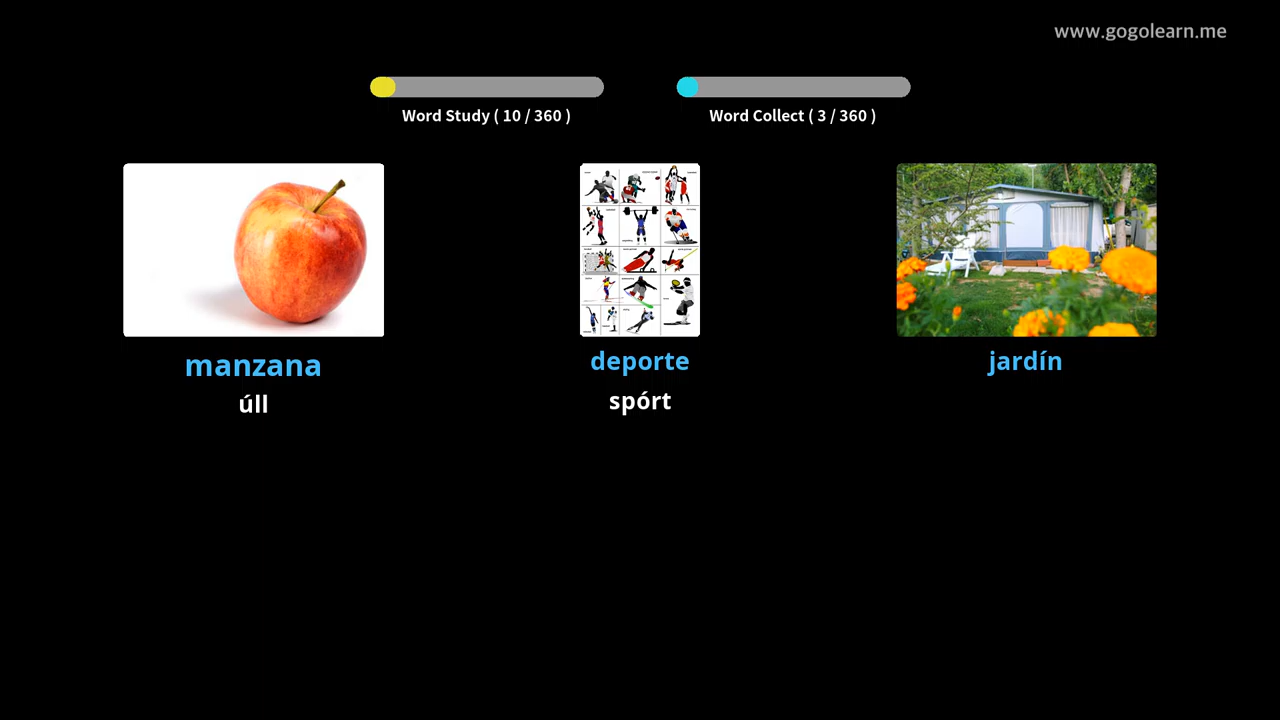 www.gogolearn.me
Word Study ( 10 / 360 )
Word Collect ( 3 / 360 )
manzana
úll
deporte
spórt
jardín